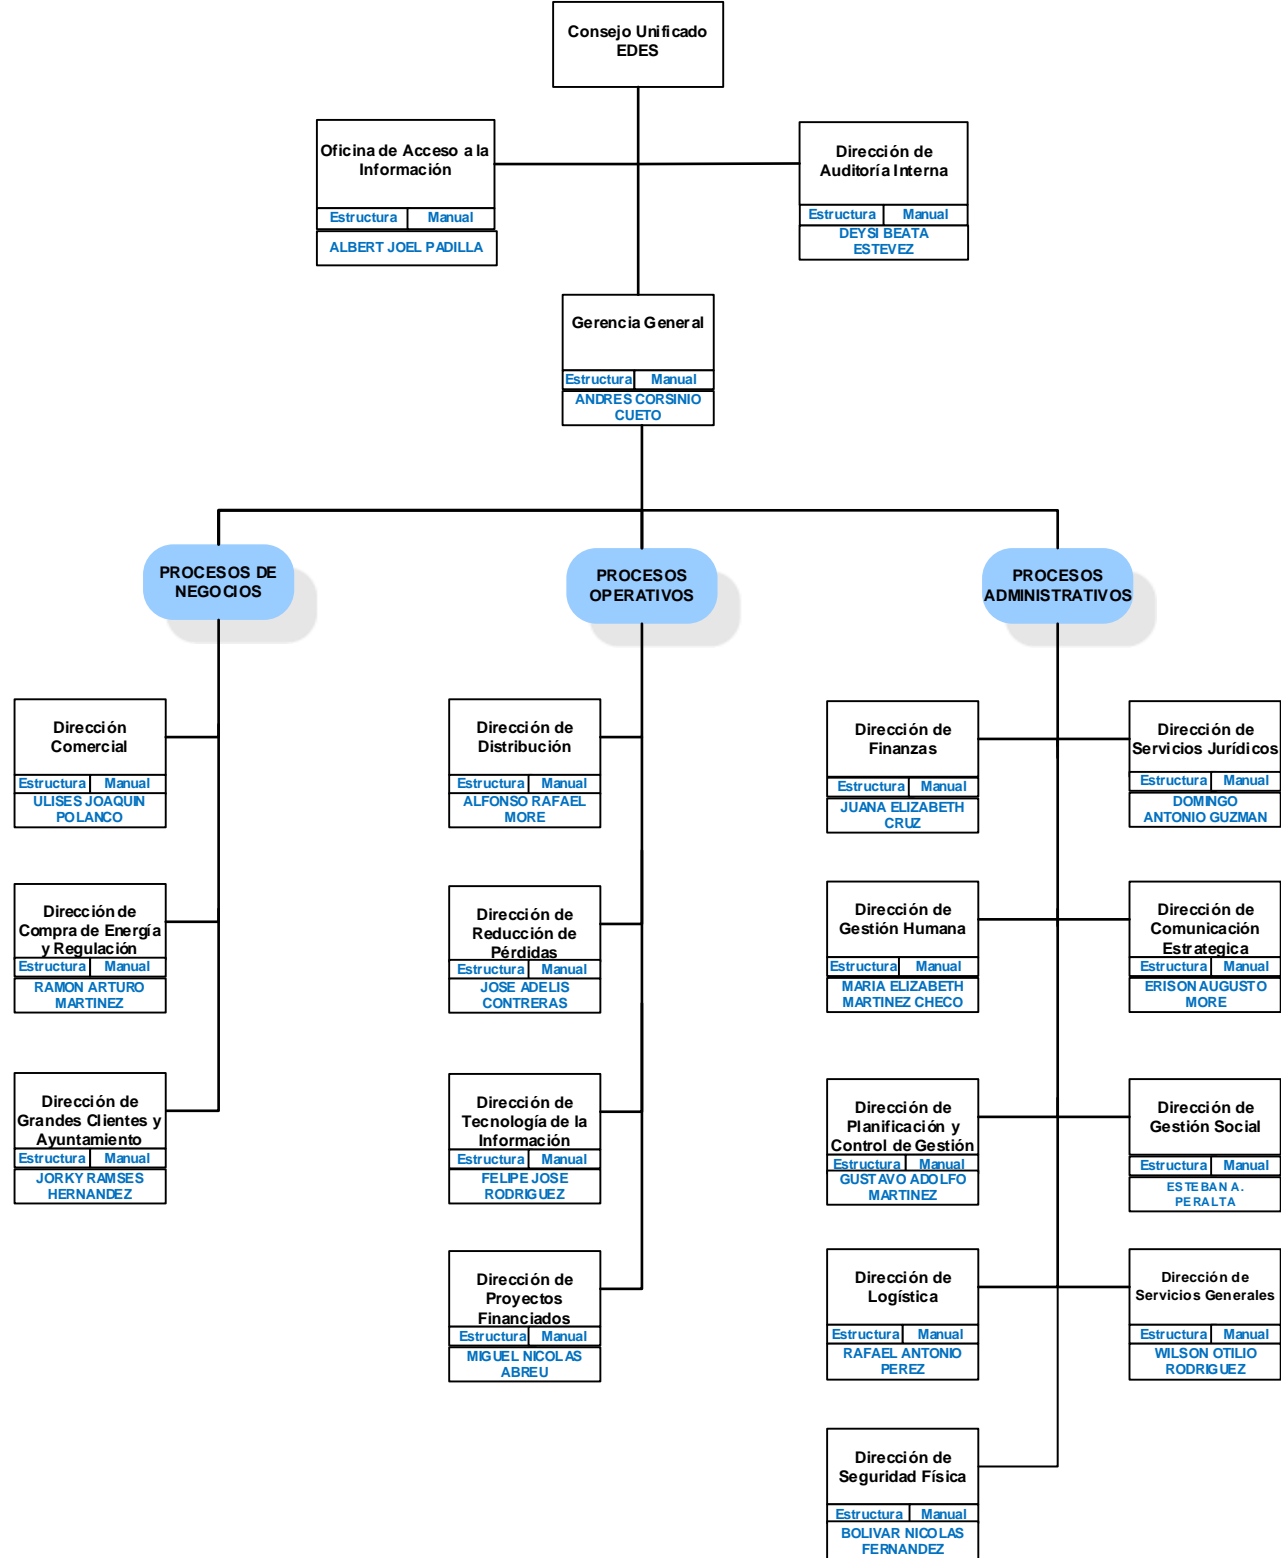 Consejo Unificado
EDES
Oficina de Acceso a la
Información
Estructura Manual
ALBERT JOEL PADILLA
Dirección de
Auditoría Interna
Estructura Manual
DEYSI BEATA
ESTEVEZ
Gerencia General
Estructura Manual
ANDRES CORSINIO
CUETO
PROCESOS DE
NEGOCIOS
PROCESOS
OPERATIVOS
PROCESOS
ADMINISTRATIVOS
Dirección
Comercial
Estructura Manual
ULISES JOAQUIN
POLANCO
Dirección de
Distribución
Estructura Manual
ALFONSO RAFAEL
MORE
Dirección de
Finanzas
Estructura Manual
JUANA ELIZABETH
CRUZ
Dirección de
Servicios Jurídicos
Estructura Manual
DOMINGO
ANTONIO GUZMAN
Dirección de
Compra de Energía
y Regulación
Estructura Manual
RAMON ARTURO
MARTINEZ
Dirección de
Reducción de
Pérdidas
Estructura Manual
JOSE ADELIS
CONTRERAS
Dirección de
Gestión Humana
Estructura Manual
MARIA ELIZABETH
MARTINEZ CHECO
Dirección de
Comunicación
Estrategica
Estructura Manual
ERISON AUGUSTO
MORE
Dirección de
Grandes Clientes y
Ayuntamiento
Estructura Manual
JORKY RAMSES
HERNANDEZ
Dirección de
Tecnología de la
Información
Estructura Manual
FELIPE JOSE
RODRIGUEZ
Dirección de
Planificación y
Control de Gestión
Estructura Manual
GUSTAVO ADOLFO
MARTINEZ
Dirección de
Gestión Social
Estructura Manual
ESTEBAN A.
PERALTA
Dirección de
Proyectos
Financiados
Estructura Manual
MIGUEL NICOLAS
ABREU
Dirección de
Logística
Estructura Manual
RAFAEL ANTONIO
PEREZ
Dirección de
Servicios Generales
Estructura Manual
WILSON OTILIO
RODRIGUEZ
Dirección de
Seguridad Física
Estructura Manual
BOLIVAR NICOLAS
FERNANDEZ